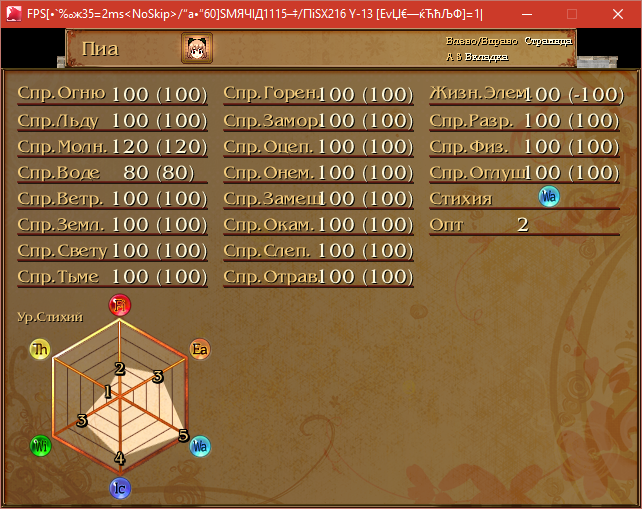 Пиа
Влево/Вправо Страница
A S Вкладка
Спр.Огню 100 (100) Спр.Горен. 100 (100) Жизн.Элем 100 (-100)
Спр.Льду 100 (100) Спр.Замор 100 (100) Спр.Разр. 100 (100)
Спр.Молн. 120 (120) Спр.Оцеп. 100 (100) Спр.Физ. 100 (100)
Спр.Воде 80 (80) Спр.Онем. 100 (100) Спр.Оглуш 100 (100)
Спр.Ветр. 100 (100) Спр.Замеш 100 (100) Стихия Wa
Спр.Земл. 100 (100) Спр.Окам. 100 (100) Опт 2
Спр.Свету 100 (100) Спр.Слеп. 100 (100)
Спр.Тьме 100 (100) Спр.Отрав. 100 (100)
Ур.Стихий
Fi
Th Ea
2
1 3
3 5
Wi Wa
4
Ic